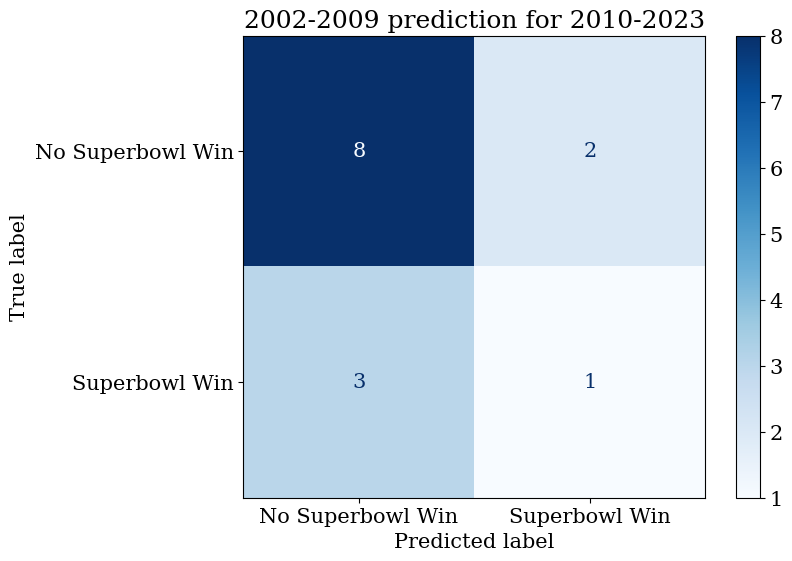 2002-2009 prediction for 2010-2023
True label
No Superbowl Win
8
2
Superbowl Win
3
1
No Superbowl Win
Superbowl Win
Predicted label
8
7
6
5
4
3
2
1